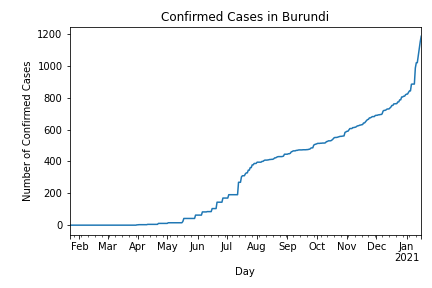 Confirmed Cases in Burundi
1200
1000
800
600
400
200
0
Number of Confirmed Cases
Feb Mar Apr May Jun Jul Aug Sep Oct Nov Dec Jan
2021
Day